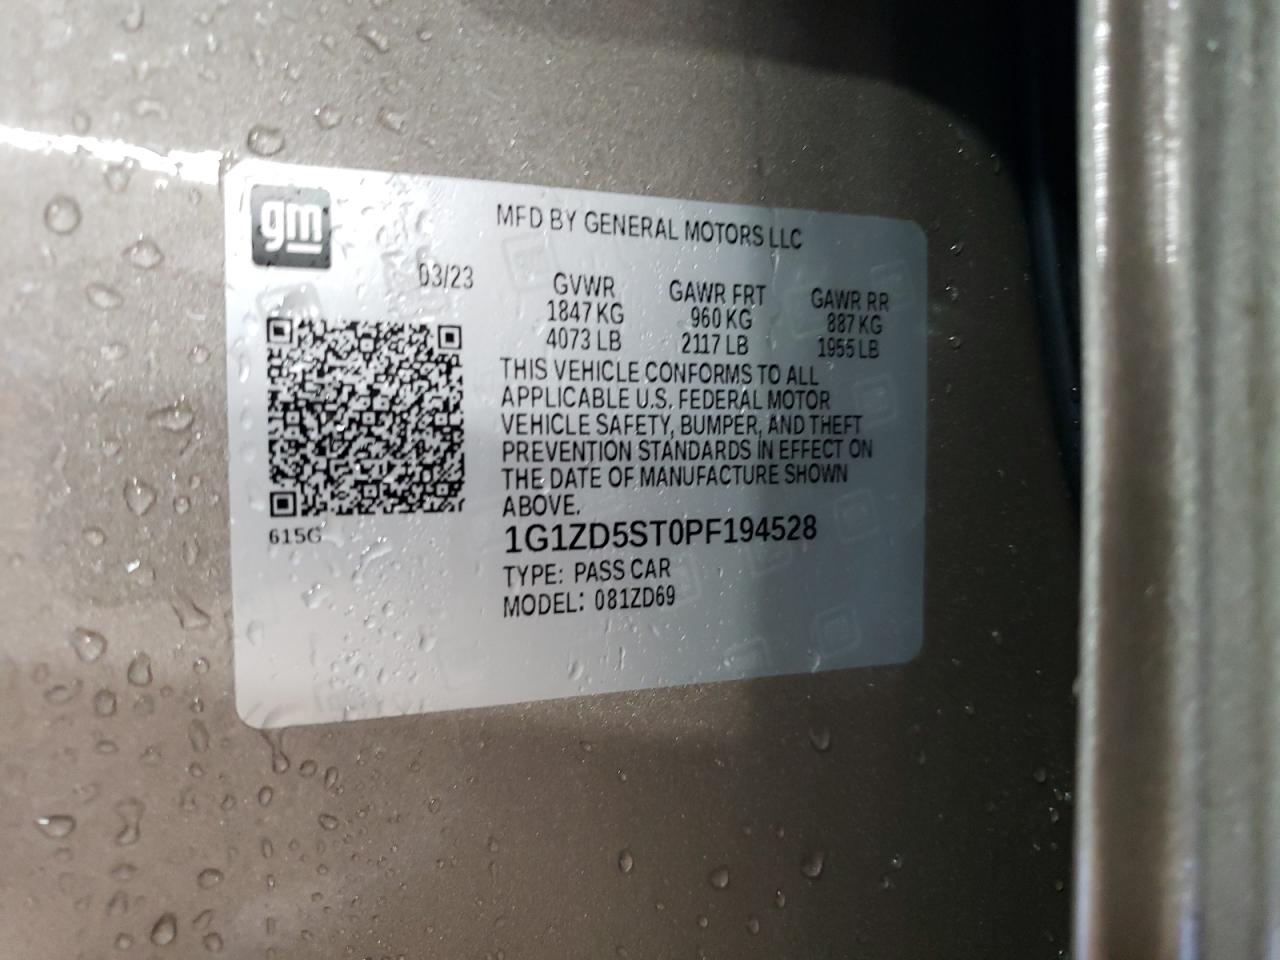 gm
MFD BY GENERAL MOTORS LLC
03/23
GVWR GAWR FRT GAWR RR
1847 KG 960 KG 887 KG
4073 LB 2117 LB 1955 LB
THIS VEHICLE CONFORMS TO ALL
APPLICABLE U.S. FEDERAL MOTOR
VEHICLE SAFETY, BUMPER, AND THEFT
PREVENTION STANDARDS IN EFFECT ON
THE DATE OF MANUFACTURE SHOWN
ABOVE.
615G
1G1ZD5ST0PF194528
TYPE: PASS CAR
MODEL: 081ZD69